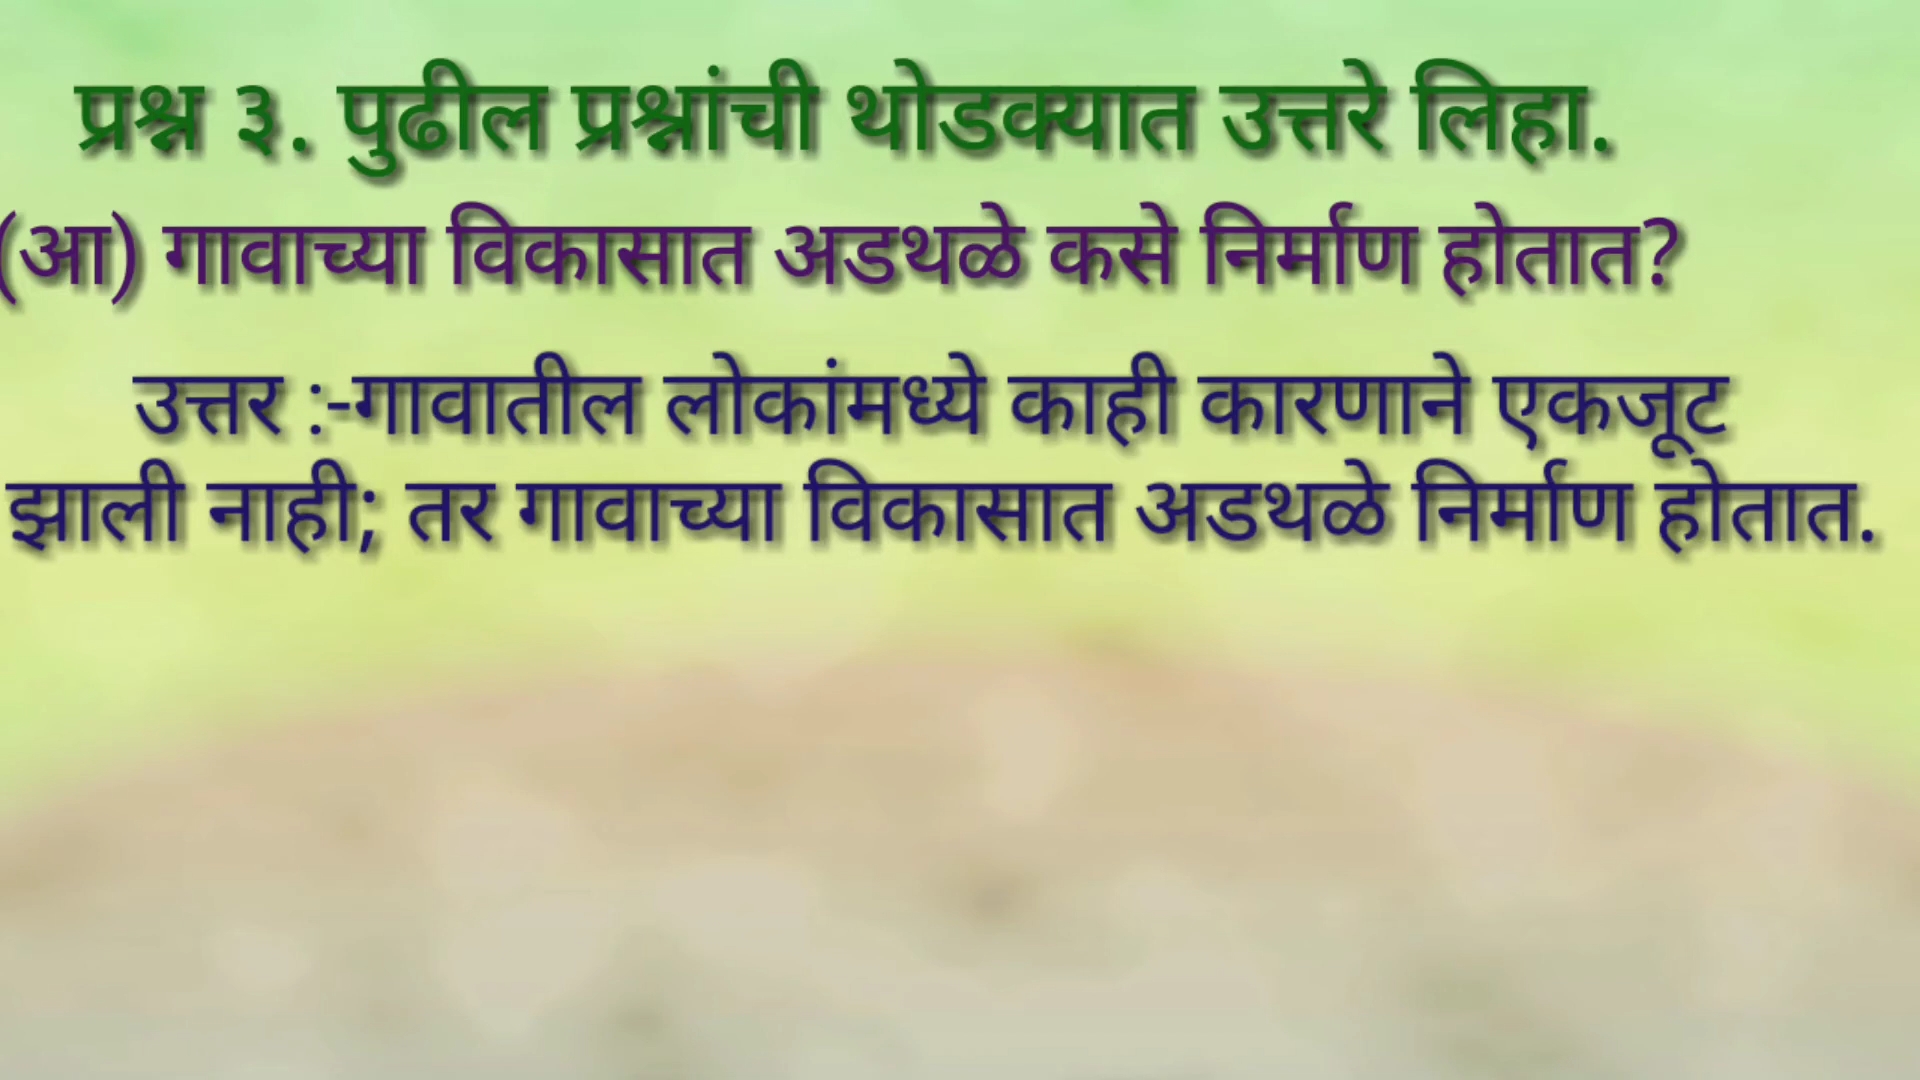 प्रश्न ३. पुढील प्रश्नांची थोडक्यात उत्तरे लिहा.
(आ) गावाच्या विकासात अडथळे कसे निर्माण होतात?
उत्तर :-गावातील लोकांमध्ये काही कारणाने एकजूट
झाली नाही; तर गावाच्या विकासात अडथळे निर्माण होतात.